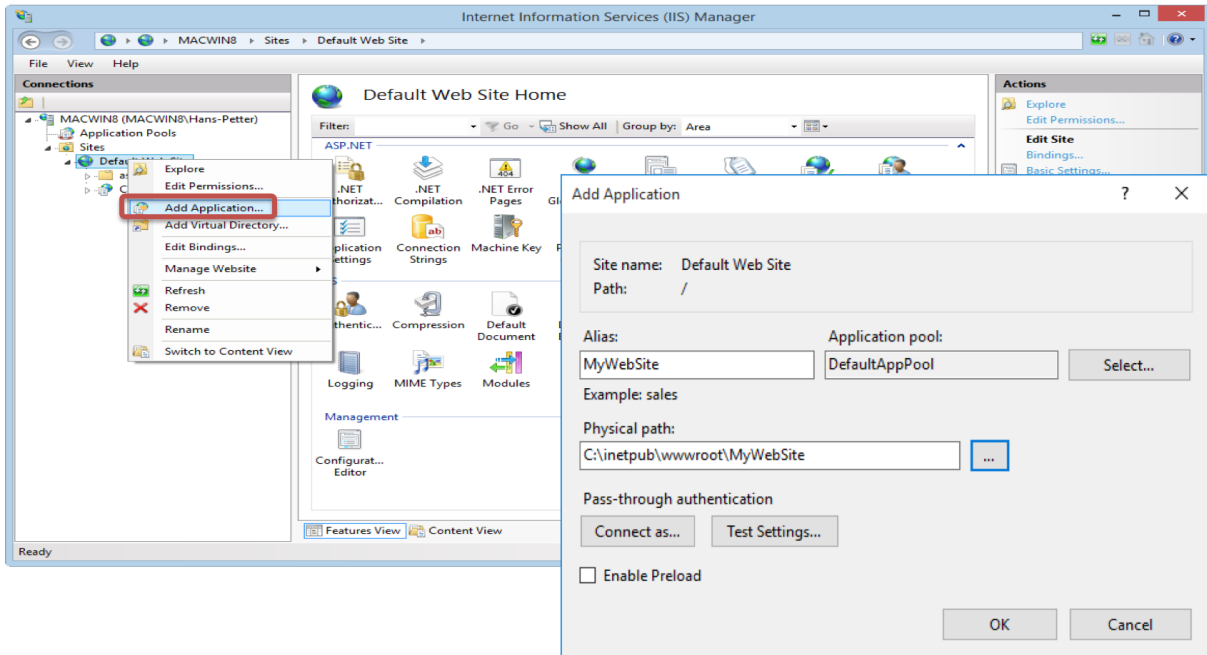 Internet Information Services (IIS) Manager
MACWIN8 Sites Default Web Site
File View Help
Connections
MACWIN8 (MACWIN8\Hans-Petter)
Application Pools
Sites
Explore
Edit Permissions...
Add Application...
Add Virtual Directory...
Edit Bindings...
Manage Website
Refresh
Remove
Rename
Switch to Content View
Default Web Site Home
Filter: Go Show All Group by: Area
ASP.NET
.NET .NET .NET Error
Compilation Pages
Connection Machine Key
Strings
Compression Default
Document
Logging MIME Types Modules
Management
Configurat...
Editor
Features View Content View
Ready
Actions
Explore
Edit Permissions...
Edit Site
Bindings...
Basic Settings...
Add Application
Site name: Default Web Site
Path: /
Alias: Application pool:
MyWebSite DefaultAppPool Select...
Example: sales
Physical path:
C:\inetpub\wwwroot\MyWebSite ...
Pass-through authentication
Connect as... Test Settings...
Enable Preload
OK Cancel